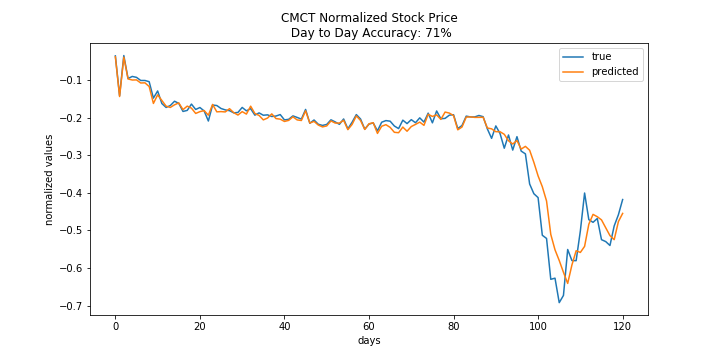 CMCT Normalized Stock Price
Day to Day Accuracy: 71%
true
predicted
normalized values
−0.1
−0.2
−0.3
−0.4
−0.5
−0.6
−0.7
0
20
40
60
80
100
120
days